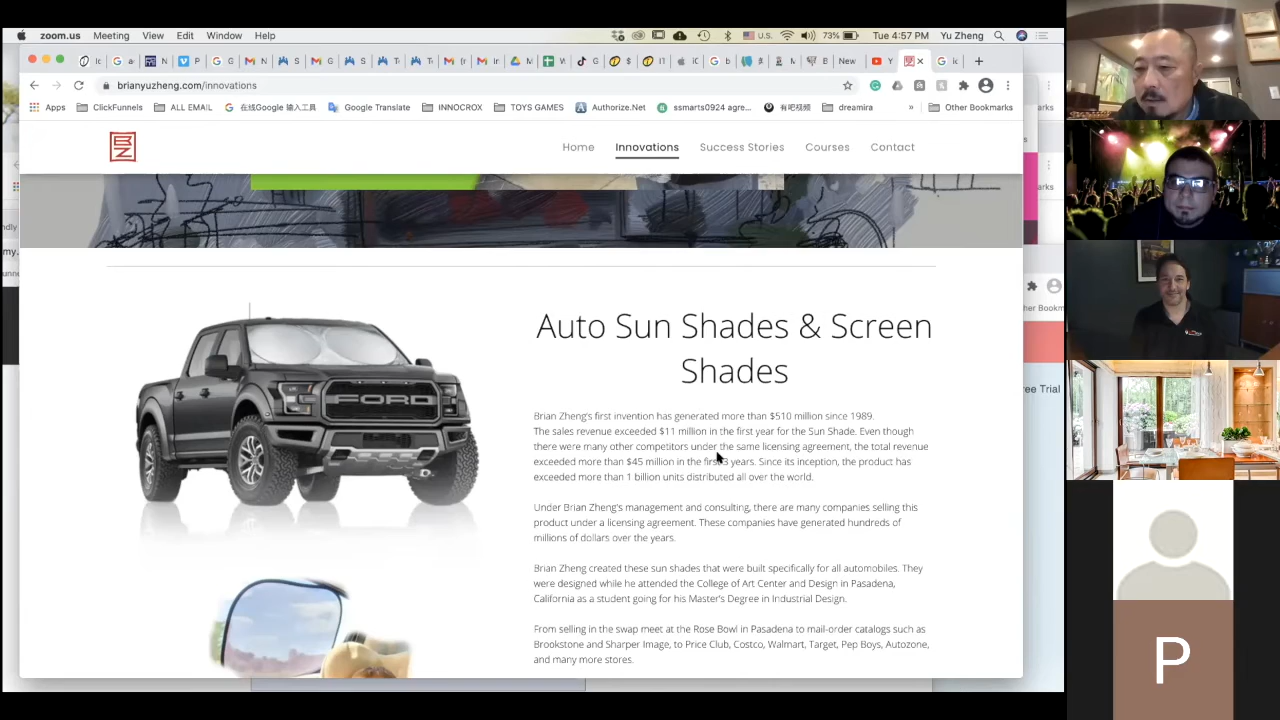 zoom.us Meeting View Edit Window Help U.S. 73% Tue 4:57 PM Yu Zheng
brianyuzheng.com/innovations
Apps ClickFunnels ALL EMAIL 在线Google 输入工具 Google Translate INNOCROX TOYS GAMES Authorize.Net ssmarts0924 agre... 有吧视频 dreamira » Other Bookmarks
BZ
Home Innovations Success Stories Courses Contact
Auto Sun Shades & Screen
Shades
FORD
Brian Zheng's first invention has generated more than $510 million since 1989.
The sales revenue exceeded $11 million in the first year for the Sun Shade. Even though
there were many other competitors under the same licensing agreement, the total revenue
exceeded more than $45 million in the first 3 years. Since its inception, the product has
exceeded more than 1 billion units distributed all over the world.
Under Brian Zheng's management and consulting, there are many companies selling this
product under a licensing agreement. These companies have generated hundreds of
millions of dollars over the years.
Brian Zheng created these sun shades that were built specifically for all automobiles. They
were designed while he attended the College of Art Center and Design in Pasadena,
California as a student going for his Master's Degree in Industrial Design.
From selling in the swap meet at the Rose Bowl in Pasadena to mail-order catalogs such as
Brookstone and Sharper Image, to Price Club, Costco, Walmart, Target, Pep Boys, Autozone,
and many more stores.
her Bookm
ree Trial
P